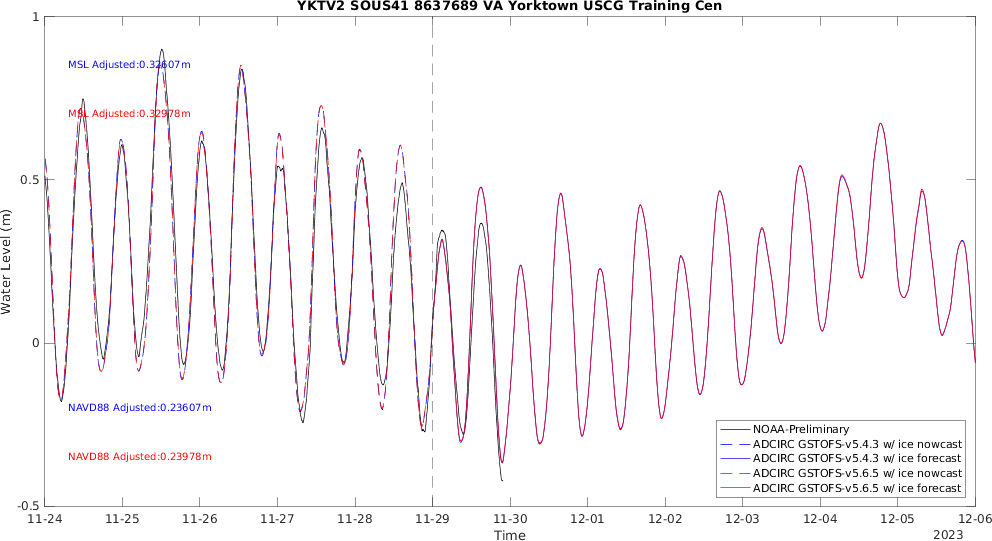 YKTV2 SOUS41 8637689 VA Yorktown USCG Training Cen
1
0.5
0
-0.5
Water Level (m)
MSL Adjusted:0.32607m
MSL Adjusted:0.32978m
NAVD88 Adjusted:0.23607m
NAVD88 Adjusted:0.23978m
NOAA-Preliminary
ADCIRC GSTOFS-v5.4.3 w/ ice nowcast
ADCIRC GSTOFS-v5.4.3 w/ ice forecast
ADCIRC GSTOFS-v5.6.5 w/ ice nowcast
ADCIRC GSTOFS-v5.6.5 w/ ice forecast
11-24 11-25 11-26 11-27 11-28 11-29 11-30 12-01 12-02 12-03 12-04 12-05 12-06
Time
2023